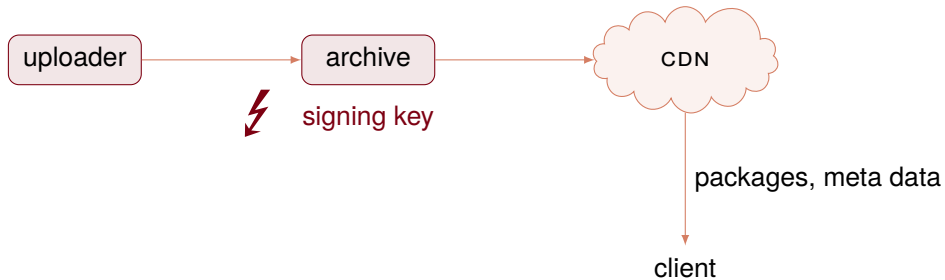 uploader
archive
CDN
signing key
packages, meta data
client